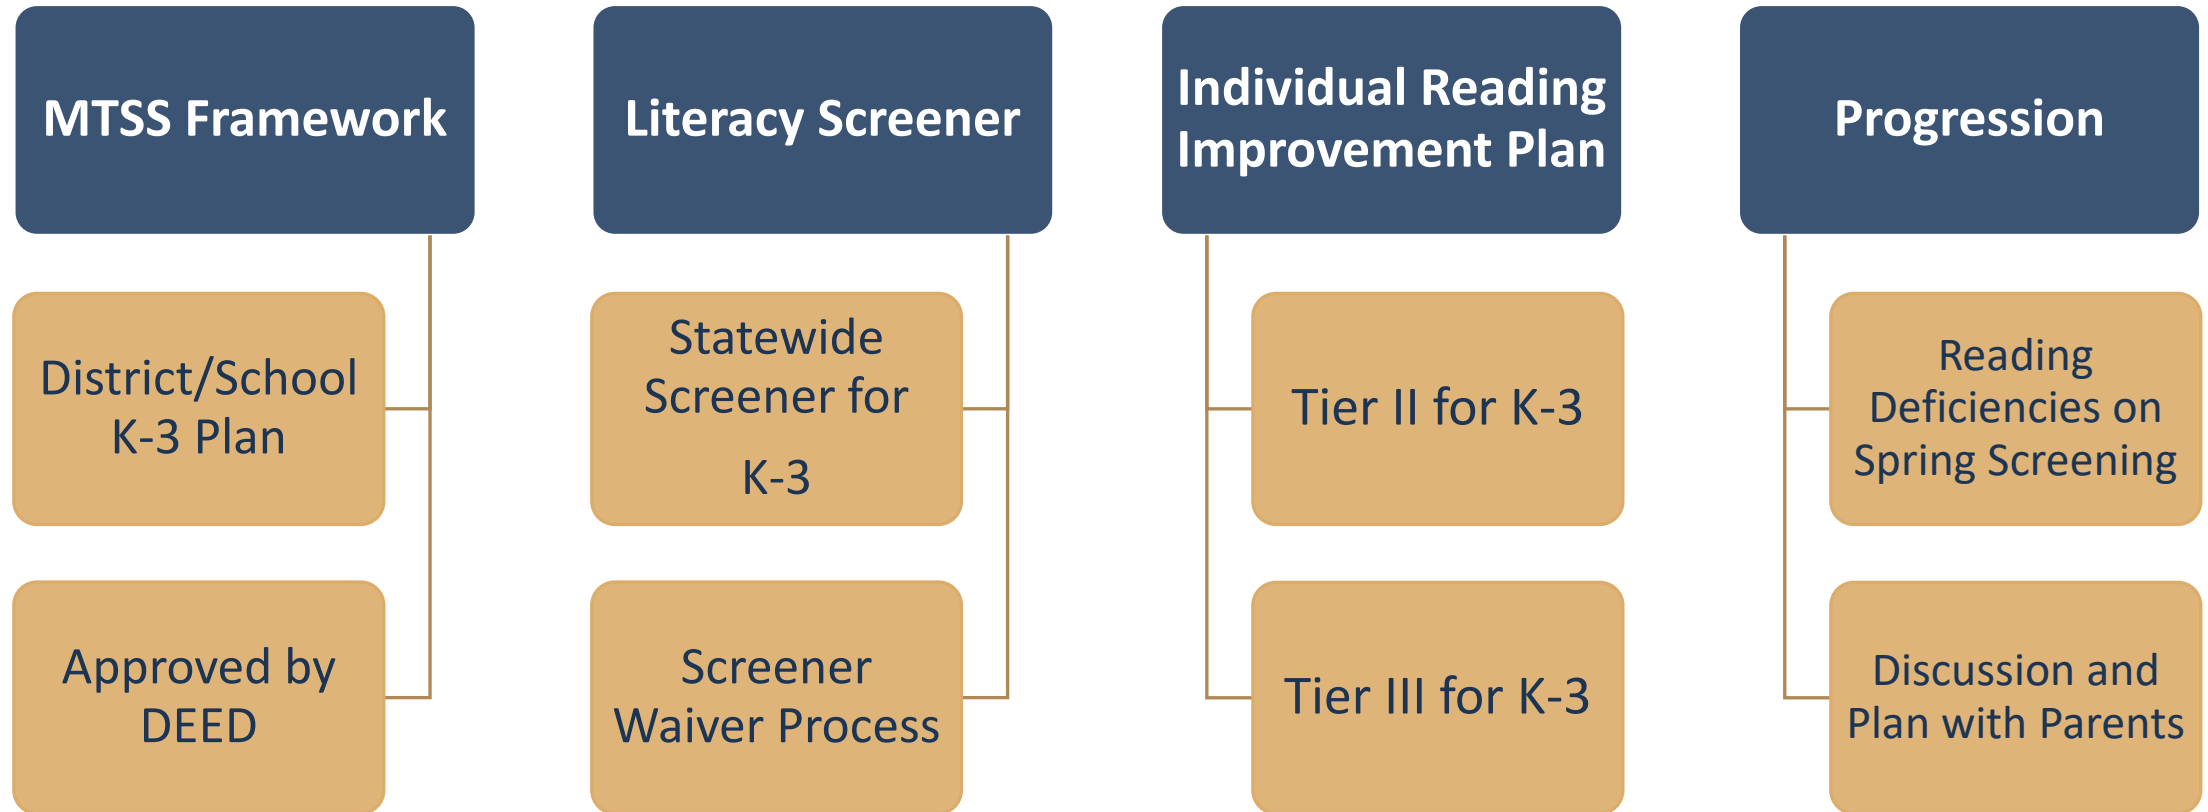 MTSS Framework
District/School
K-3 Plan
Approved by
DEED
Literacy Screener
Statewide
Screener for
K-3
Screener
Waiver Process
Individual Reading
Improvement Plan
Tier II for K-3
Tier III for K-3
Progression
Reading
Deficiencies on
Spring Screening
Discussion and
Plan with Parents